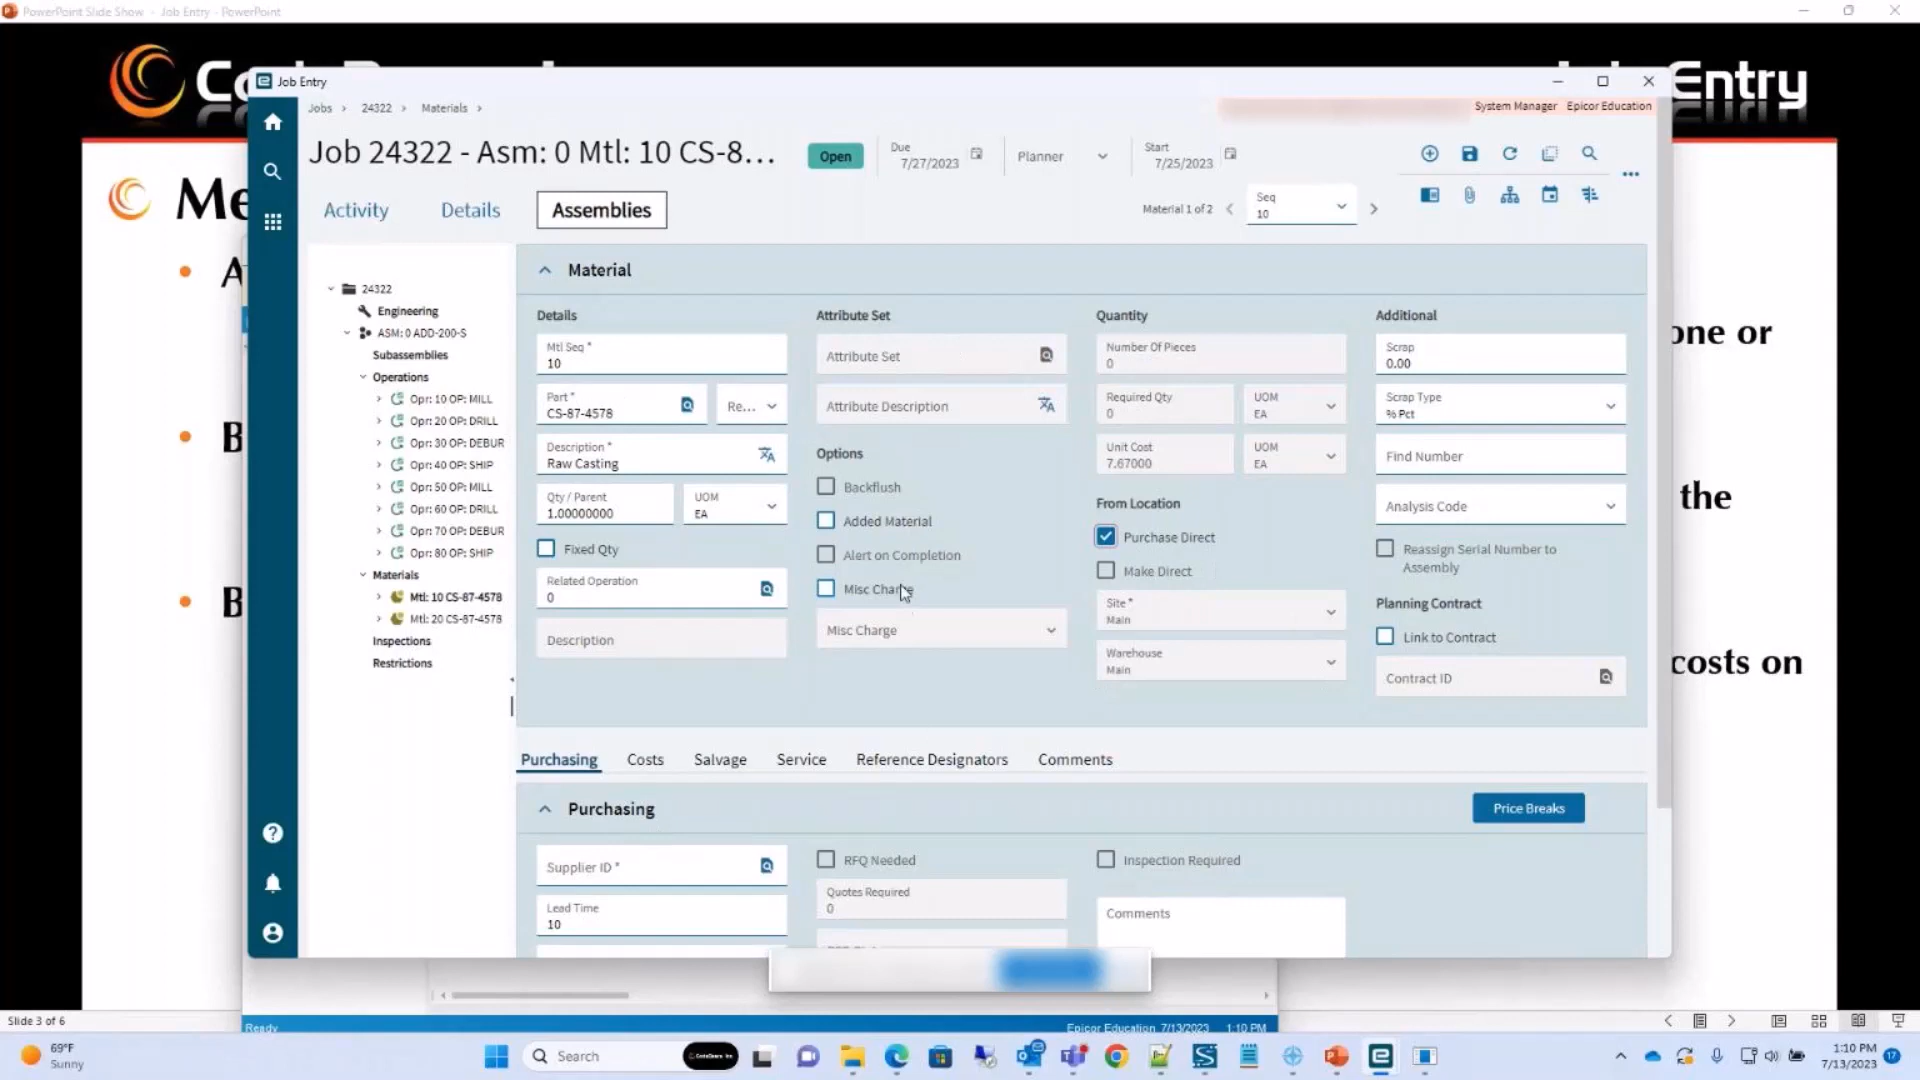 PowerPoint Slide Show - Job Entry - PowerPoint
Entry
Job Entry
Jobs > 24322 > Materials >
System Manager Epicor Education
Job 24322 - Asm: 0 Mtl: 10 CS-8...
Open
Due
7/27/2023
Planner
Start
7/25/2023
Activity
Details
Assemblies
Material 1 of 2
Seq
10
24322
Engineering
ASM: 0 ADD-200-S
Subassemblies
Operations
Opr: 10 OP: MILL
Opr: 20 OP: DRILL
Opr: 30 OP: DEBUR
Opr: 40 OP: SHIP
Opr: 50 OP: MILL
Opr: 60 OP: DRILL
Opr: 70 OP: DEBUR
Opr: 80 OP: SHIP
Materials
Mtl: 10 CS-87-4578
Mtl: 20 CS-87-4578
Inspections
Restrictions
Material
Details
Mtl Seq *
10
Part *
CS-87-4578
Re...
Description *
Raw Casting
Qty / Parent
1.00000000
UOM
EA
Fixed Qty
Related Operation
0
Description
Attribute Set
Attribute Set
Attribute Description
Options
Backflush
Added Material
Alert on Completion
Misc Charge
Misc Charge
Quantity
Number Of Pieces
0
Required Qty
0
UOM
EA
Unit Cost
7.67000
UOM
EA
From Location
Purchase Direct
Make Direct
Site *
Main
Warehouse
Main
Additional
Scrap
0.00
Scrap Type
% Pct
Find Number
Analysis Code
Reassign Serial Number to
Assembly
Planning Contract
Link to Contract
Contract ID
Purchasing
Costs
Salvage
Service
Reference Designators
Comments
Purchasing
Price Breaks
Supplier ID *
Lead Time
10
RFQ Needed
Quotes Required
0
Inspection Required
Comments
Me
A
B
B
one or
the
costs on
Slide 3 of 6
Ready
Epicor Education 7/13/2023 1:10 PM
69°F
Sunny
Search
1:10 PM
7/13/2023
17